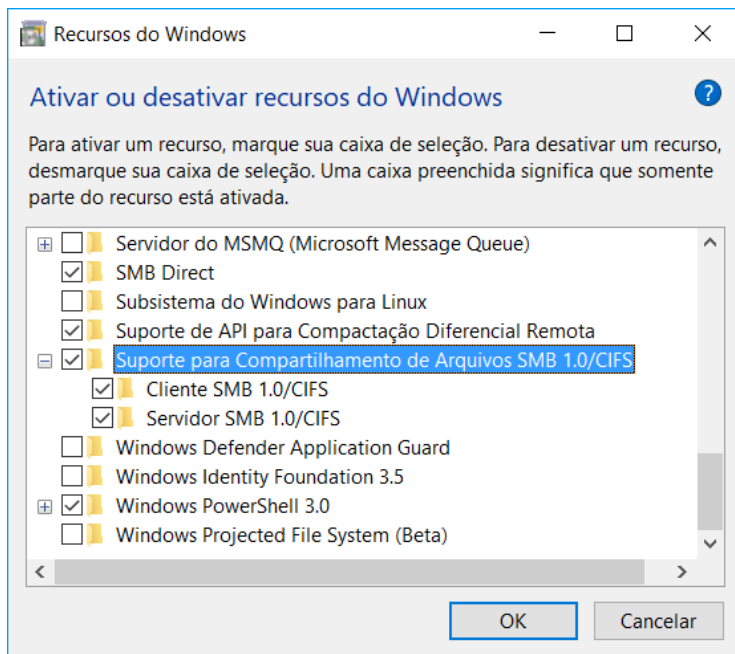 Recursos do Windows
Ativar ou desativar recursos do Windows
?
Para ativar um recurso, marque sua caixa de seleção. Para desativar um recurso,
desmarque sua caixa de seleção. Uma caixa preenchida significa que somente
parte do recurso está ativada.
Servidor do MSMQ (Microsoft Message Queue)
SMB Direct
Subsistema do Windows para Linux
Suporte de API para Compactação Diferencial Remota
Suporte para Compartilhamento de Arquivos SMB 1.0/CIFS
Cliente SMB 1.0/CIFS
Servidor SMB 1.0/CIFS
Windows Defender Application Guard
Windows Identity Foundation 3.5
Windows PowerShell 3.0
Windows Projected File System (Beta)
OK
Cancelar